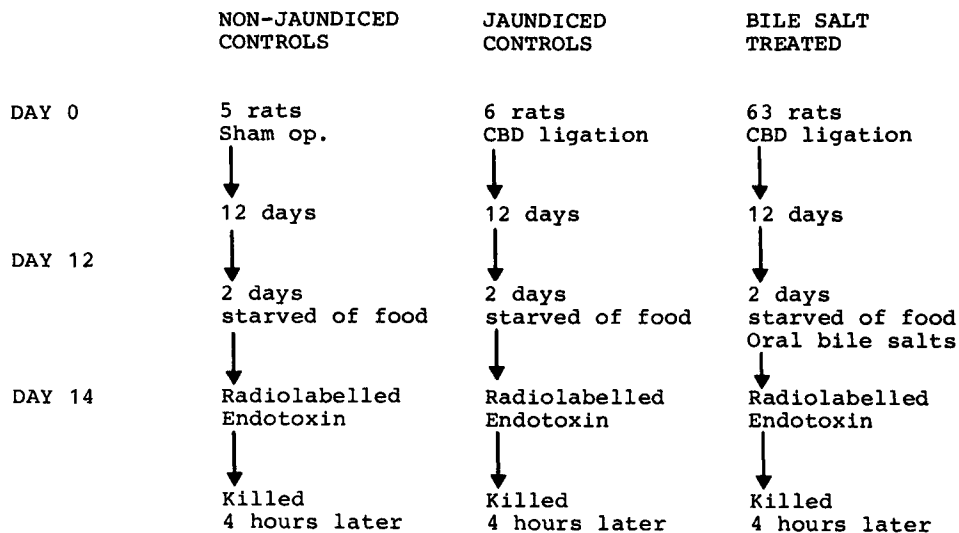 NON-JAUNDICED JAUNDICED BILE SALT
CONTROLS CONTROLS TREATED
DAY 0 5 rats 6 rats 63 rats
Sham op. CBD ligation CBD ligation
12 days 12 days 12 days
DAY 12
2 days 2 days 2 days
starved of food starved of food starved of food
Oral bile salts
DAY 14 Radiolabelled Radiolabelled Radiolabelled
Endotoxin Endotoxin Endotoxin
Killed Killed Killed
4 hours later 4 hours later 4 hours later